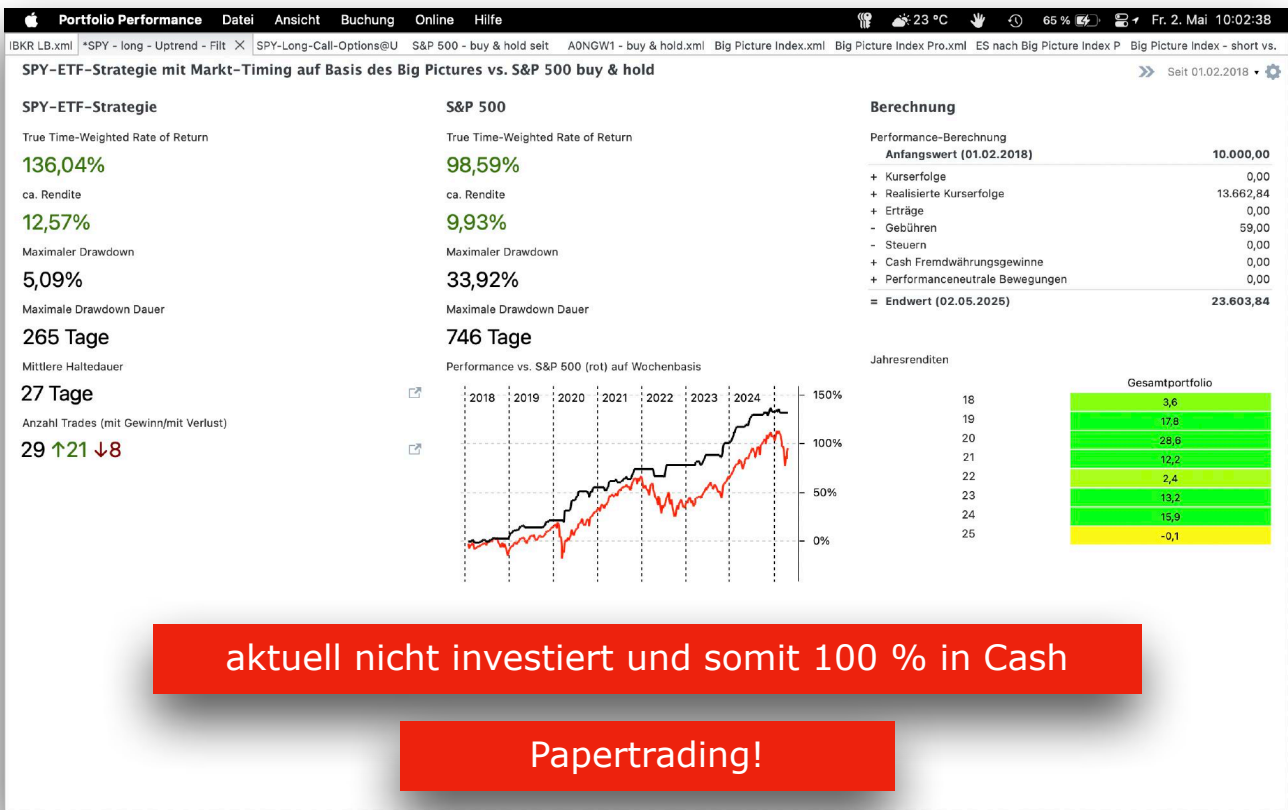 Portfolio Performance Datei Ansicht Buchung Online Hilfe 23 °C 65 % Fr. 2. Mai 10:02:38
IBKR LB.xml *SPY - long - Uptrend - Filt SPY-Long-Call-Options@U S&P 500 - buy & hold seit A0NGW1 - buy & hold.xml Big Picture Index.xml Big Picture Index Pro.xml ES nach Big Picture Index P Big Picture Index - short vs.
SPY-ETF-Strategie mit Markt-Timing auf Basis des Big Pictures vs. S&P 500 buy & hold
Seit 01.02.2018
SPY-ETF-Strategie
True Time-Weighted Rate of Return
136,04%
ca. Rendite
12,57%
Maximaler Drawdown
5,09%
Maximale Drawdown Dauer
265 Tage
Mittlere Haltedauer
27 Tage
Anzahl Trades (mit Gewinn/mit Verlust)
29 ↑21 ↓8
S&P 500
True Time-Weighted Rate of Return
98,59%
ca. Rendite
9,93%
Maximaler Drawdown
33,92%
Maximale Drawdown Dauer
746 Tage
Performance vs. S&P 500 (rot) auf Wochenbasis
2018 2019 2020 2021 2022 2023 2024
150%
100%
50%
0%
Berechnung
Performance-Berechnung
Anfangswert (01.02.2018) 10.000,00
+ Kurserfolge 0,00
+ Realisierte Kurserfolge 13.662,84
+ Erträge 0,00
- Gebühren 59,00
- Steuern 0,00
+ Cash Fremdwährungsgewinne 0,00
+ Performanceneutrale Bewegungen 0,00
= Endwert (02.05.2025) 23.603,84
Jahresrenditen
Gesamtportfolio
18 3,6
19 17,8
20 28,6
21 12,2
22 2,4
23 13,2
24 15,9
25 -0,1
aktuell nicht investiert und somit 100 % in Cash
Papertrading!